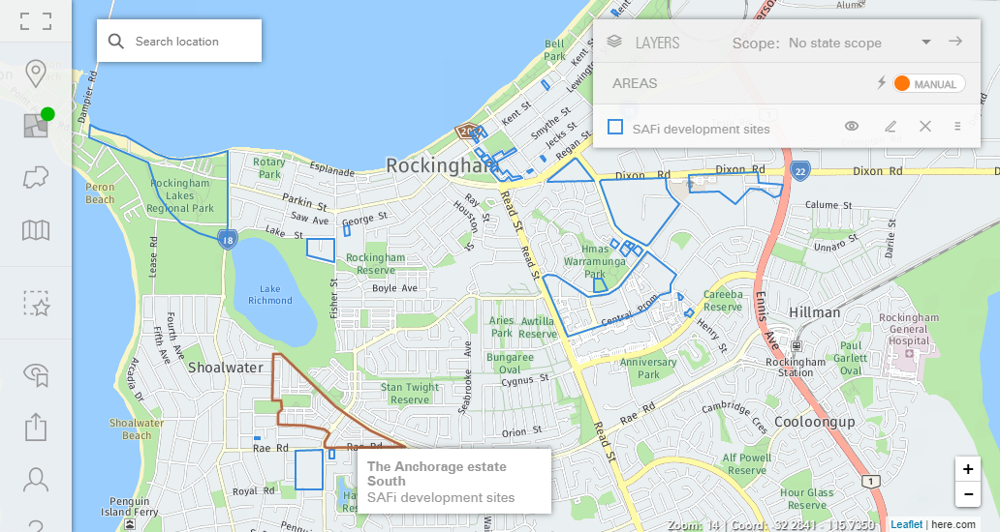 Search location
LAYERS
Scope: No state scope
AREAS
MANUAL
SAFi development sites
Bell
Park
Kent St
Lewington
Dampier Rd
Kent St
Smythe St
Jecks St
Regan St
Rockingham
Rotary
Park
Esplanade
Peron
Beach
Rockingham
Lakes
Regional Park
Parkin St
Saw Ave
George St
Lake St
18
Lease Rd
Ray St
Houston St
Read St
Read St
Dixon Rd
Dixon Rd
22
Dixon Rd
Calume St
Unnaro St
Darile St
Rockingham
Reserve
Hmas
Warramunga
Park
Boyle Ave
Fisher St
Lake
Richmond
Aries
Park
Awtilla
Reserve
Central Prom
Careeba
Reserve
Ennis Ave
Hillman
Henry St
Rockingham
General
Hospital
Rockingham
Station
Paul
Garlett
Oval
Fourth Ave
Fifth Ave
Arcadia Dr
Shoalwater
Bungaree
Oval
Anniversary
Park
Cygnus St
Stan Twight
Reserve
Seabrooke Ave
Cambridge Cres
Rae Rd
Cooloongup
Shoalwater
Beach
Orion St
Read St
Rae Rd
Rae Rd
Alf Powell
Reserve
The Anchorage estate
South
SAFi development sites
Royal Rd
1
Hour Glass
Reserve
Penguin
Island Ferry
+
−
Zoom: 14 | Coord: -32.2841 - 115.7350
Leaflet | here.com